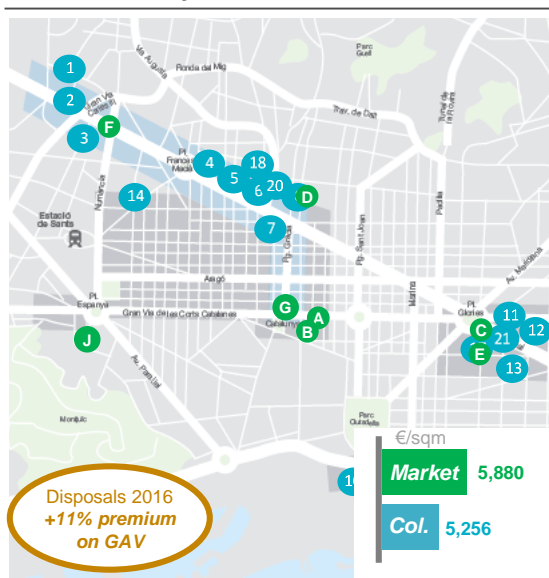 Parc
Güell
Via Augusta
Ronda del Mig
1
2
Gran Via
Carles III
Trav. de Dalt
3
F
Pl.
Francesc
Macià
4
18
5
6
20
D
Padilla
14
Numància
Estació
de Sants
7
Pg. Gràcia
Pg. Sant Joan
Marina
Av. Meridiana
Aragó
Pl.
Espanya
Gran Via de les Corts Catalanes
G
A
B
Catalunya
Pl.
Glories
C
11
12
21
E
13
J
Av. Paral·lel
Montjuïc
Parc
Ciutadella
€/sqm
Market 5,880
Col. 5,256
Disposals 2016
+11% premium
on GAV